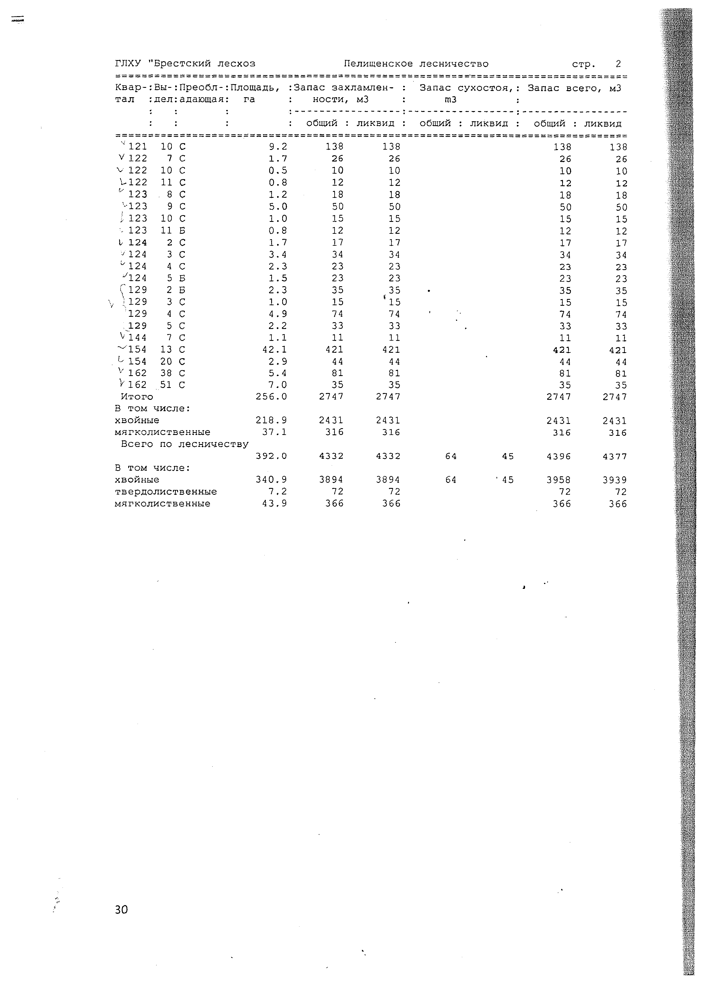 ГЛХУ "Брестский лесхоз Пелищенское лесничество стр. 2
================================================================================
Квар-:Вы-:Преобл-:Площадь, :Запас захламлен- : Запас сухостоя,: Запас всего, м3
тал :дел:адающая: га : ности, м3 : m3 :
: : : :-----------------:-----------------:-----------------
: : : : общий : ликвид : общий : ликвид : общий : ликвид
================================================================================
121 10 С 9.2 138 138 138 138
122 7 С 1.7 26 26 26 26
122 10 С 0.5 10 10 10 10
122 11 С 0.8 12 12 12 12
123 8 С 1.2 18 18 18 18
123 9 С 5.0 50 50 50 50
123 10 С 1.0 15 15 15 15
123 11 Б 0.8 12 12 12 12
124 2 С 1.7 17 17 17 17
124 3 С 3.4 34 34 34 34
124 4 С 2.3 23 23 23 23
124 5 Б 1.5 23 23 23 23
129 2 Б 2.3 35 35 35 35
129 3 С 1.0 15 15 15 15
129 4 С 4.9 74 74 74 74
129 5 С 2.2 33 33 33 33
144 7 С 1.1 11 11 11 11
154 13 С 42.1 421 421 421 421
154 20 С 2.9 44 44 44 44
162 38 С 5.4 81 81 81 81
162 51 С 7.0 35 35 35 35
Итого 256.0 2747 2747 2747 2747
В том числе:
хвойные 218.9 2431 2431 2431 2431
мягколиственные 37.1 316 316 316 316
Всего по лесничеству
392.0 4332 4332 64 45 4396 4377
В том числе:
хвойные 340.9 3894 3894 64 45 3958 3939
твердолиственные 7.2 72 72 72 72
мягколиственные 43.9 366 366 366 366
30